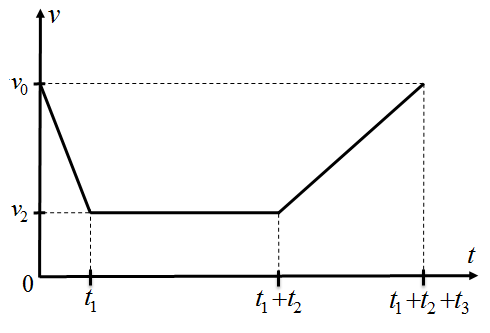 v
v₀
v₂
0
t₁
t₁+t₂
t₁+t₂+t₃
t